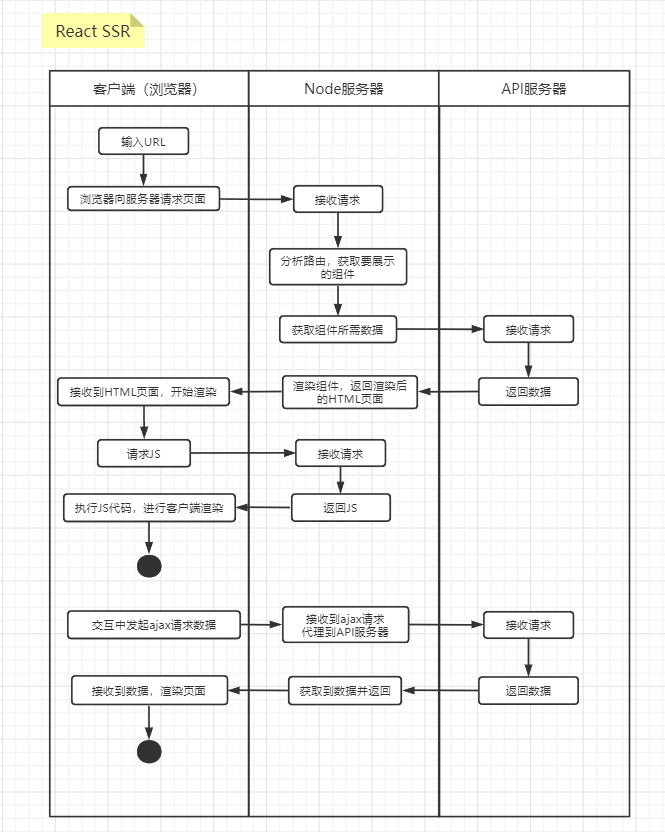 React SSR
客户端（浏览器）
Node服务器
API服务器
输入URL
浏览器向服务器请求页面
接收请求
分析路由，获取要展示
的组件
获取组件所需数据
接收请求
返回数据
渲染组件，返回渲染后
的HTML页面
接收到HTML页面，开始渲染
请求JS
接收请求
返回JS
执行JS代码，进行客户端渲染
交互中发起ajax请求数据
接收到ajax请求
代理到API服务器
接收请求
返回数据
获取到数据并返回
接收到数据，渲染页面